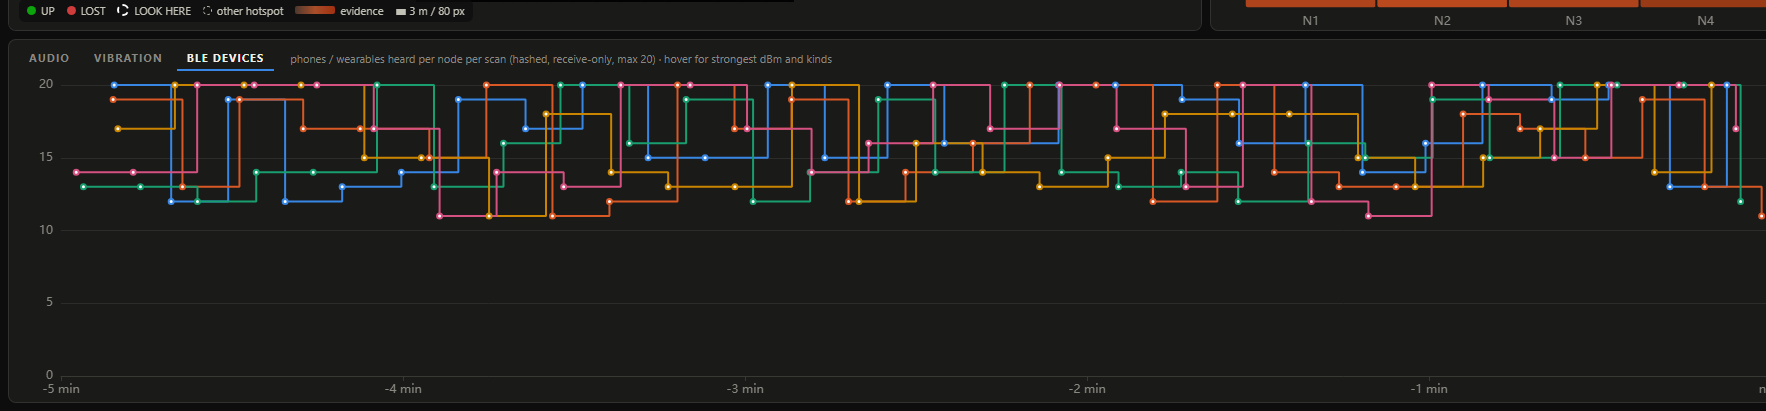 UP LOST LOOK HERE other hotspot evidence 3 m / 80 px
N1 N2 N3 N4
AUDIO VIBRATION BLE DEVICES phones / wearables heard per node per scan (hashed, receive-only, max 20) · hover for strongest dBm and kinds
20
15
10
5
0
-5 min -4 min -3 min -2 min -1 min